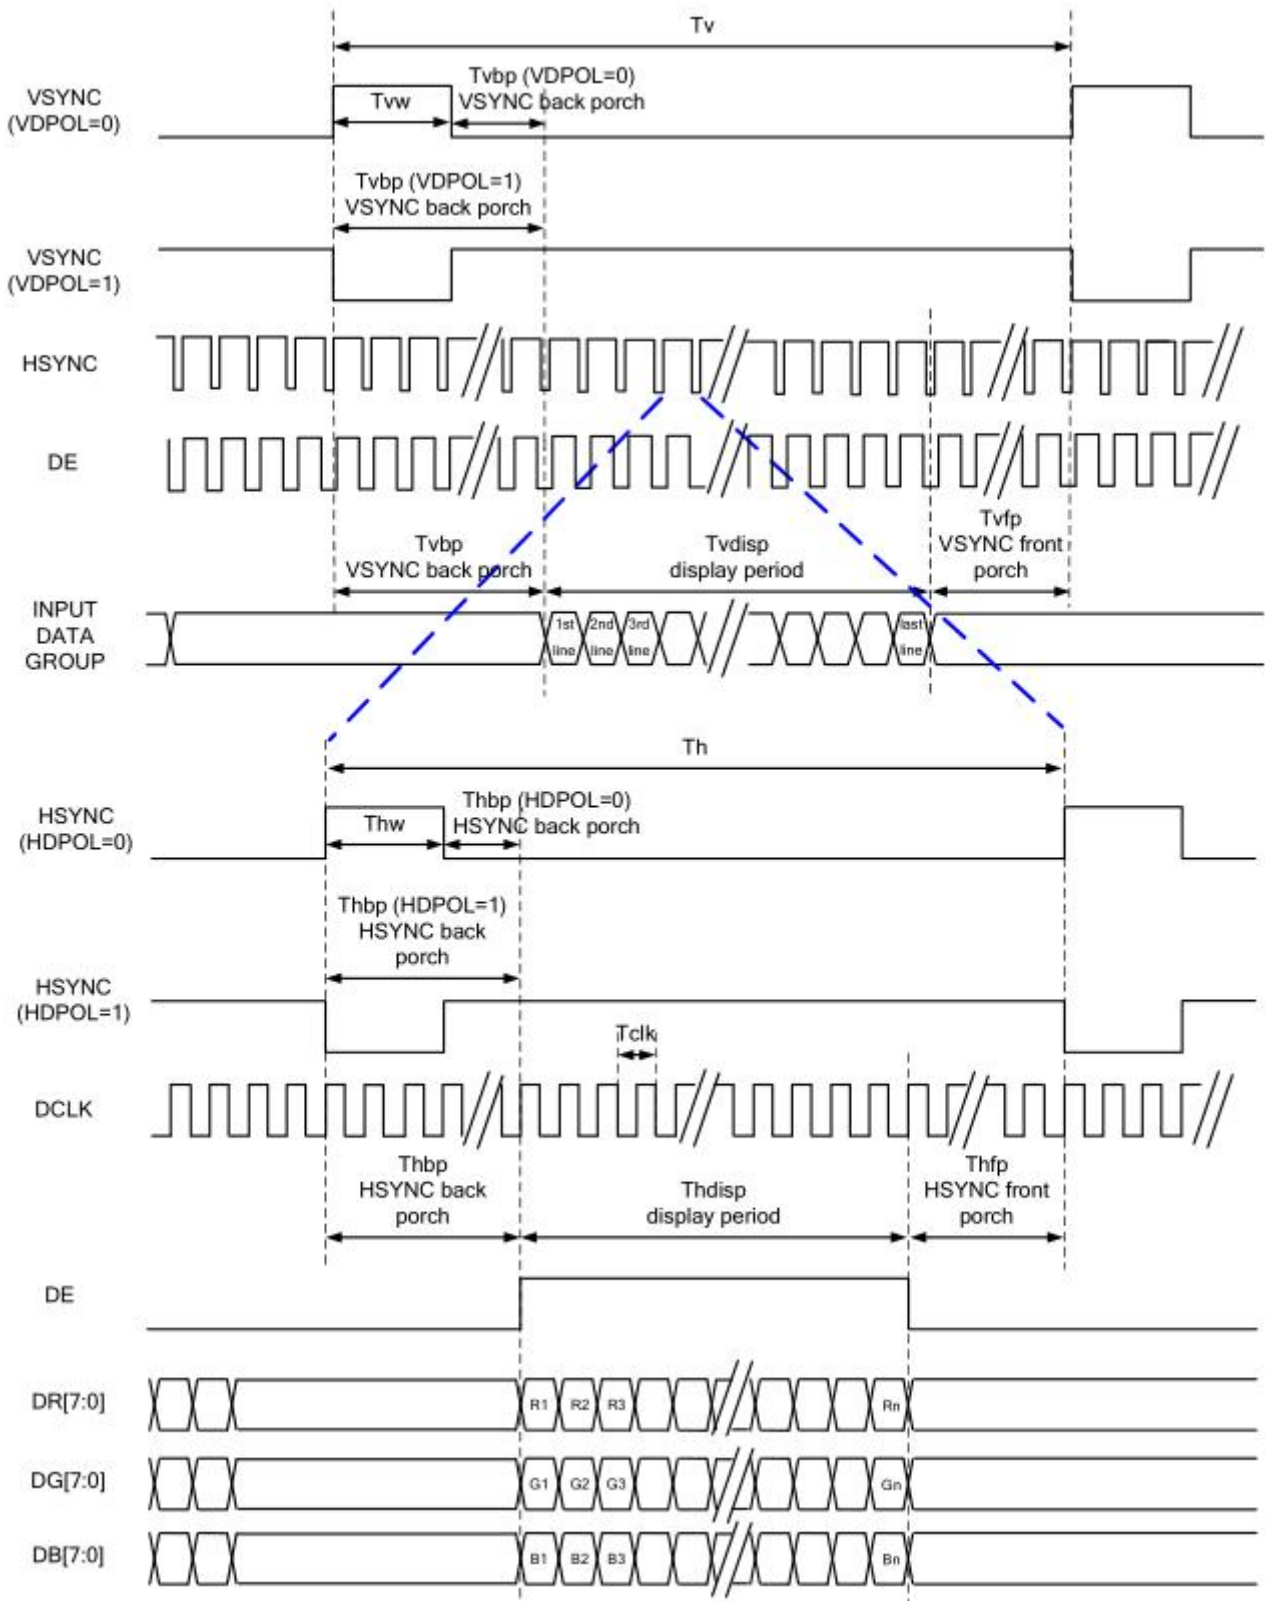 Tv
VSYNC
(VDPOL=0)
Tvw
Tvbp (VDPOL=0)
VSYNC back porch
Tvbp (VDPOL=1)
VSYNC back porch
VSYNC
(VDPOL=1)
HSYNC
DE
Tvbp
VSYNC back porch
Tvdisp
display period
Tvfp
VSYNC front
porch
INPUT
DATA
GROUP
1st
line
2nd
line
3rd
line
last
line
Th
HSYNC
(HDPOL=0)
Thw
Thbp (HDPOL=0)
HSYNC back porch
Thbp (HDPOL=1)
HSYNC back
porch
HSYNC
(HDPOL=1)
Tclk
DCLK
Thbp
HSYNC back
porch
Thdisp
display period
Thfp
HSYNC front
porch
DE
DR[7:0]
R1
R2
R3
Rn
DG[7:0]
G1
G2
G3
Gn
DB[7:0]
B1
B2
B3
Bn